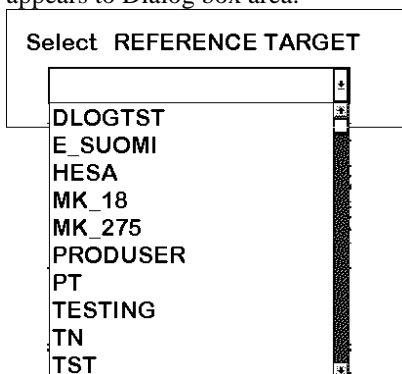 appears to Dialog box area.
Select REFERENCE TARGET
DLOGTST
E_SUOMI
HESA
MK_18
MK_275
PRODUSER
PT
TESTING
TN
TST